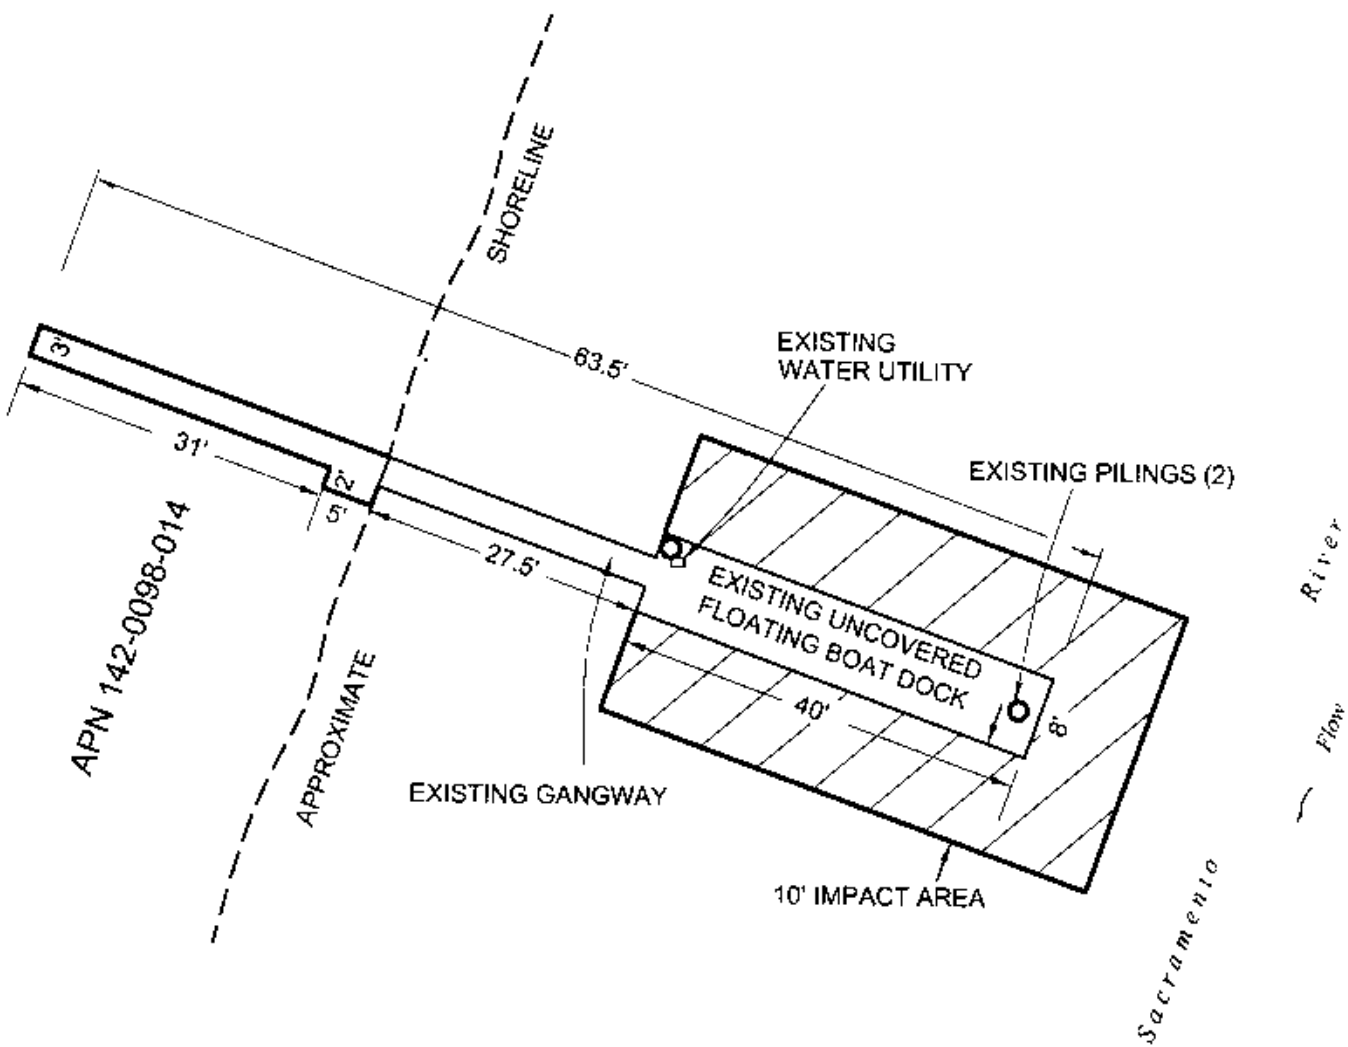 SHORELINE
63.5'
EXISTING
WATER UTILITY
3'
31'
2'
5'
EXISTING PILINGS (2)
27.5'
EXISTING UNCOVERED
FLOATING BOAT DOCK
40'
8'
APN 142-0098-014
APPROXIMATE
EXISTING GANGWAY
10' IMPACT AREA
Sacramento River
Flow